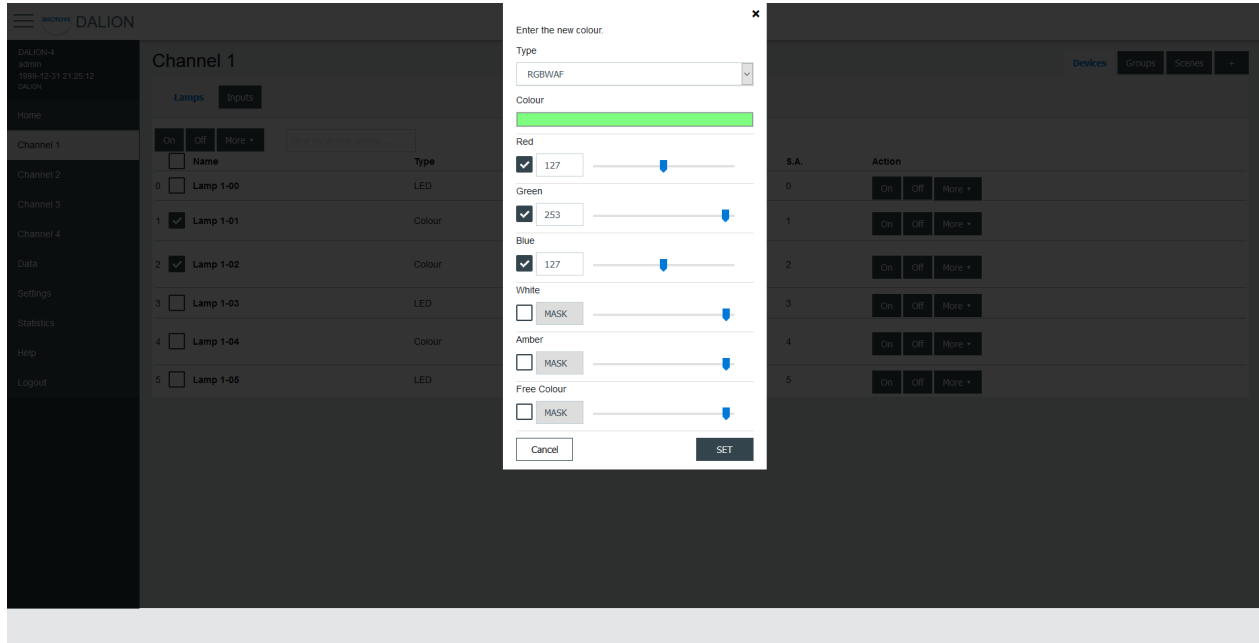 DALION
DALION-4
admin
1999-12-31 21:25:12
DALION
Home
Channel 1
Channel 2
Channel 3
Channel 4
Data
Settings
Statistics
Help
Logout
Channel 1
Devices Groups Scenes +
Lamps Inputs
On Off More
Name Type S.A. Action
0 Lamp 1-00 LED 0 On Off More
1 Lamp 1-01 Colour 1 On Off More
2 Lamp 1-02 Colour 2 On Off More
3 Lamp 1-03 LED 3 On Off More
4 Lamp 1-04 Colour 4 On Off More
5 Lamp 1-05 LED 5 On Off More
Enter the new colour.
Type
RGBWAF
Colour
Red
127
Green
253
Blue
127
White
MASK
Amber
MASK
Free Colour
MASK
Cancel SET